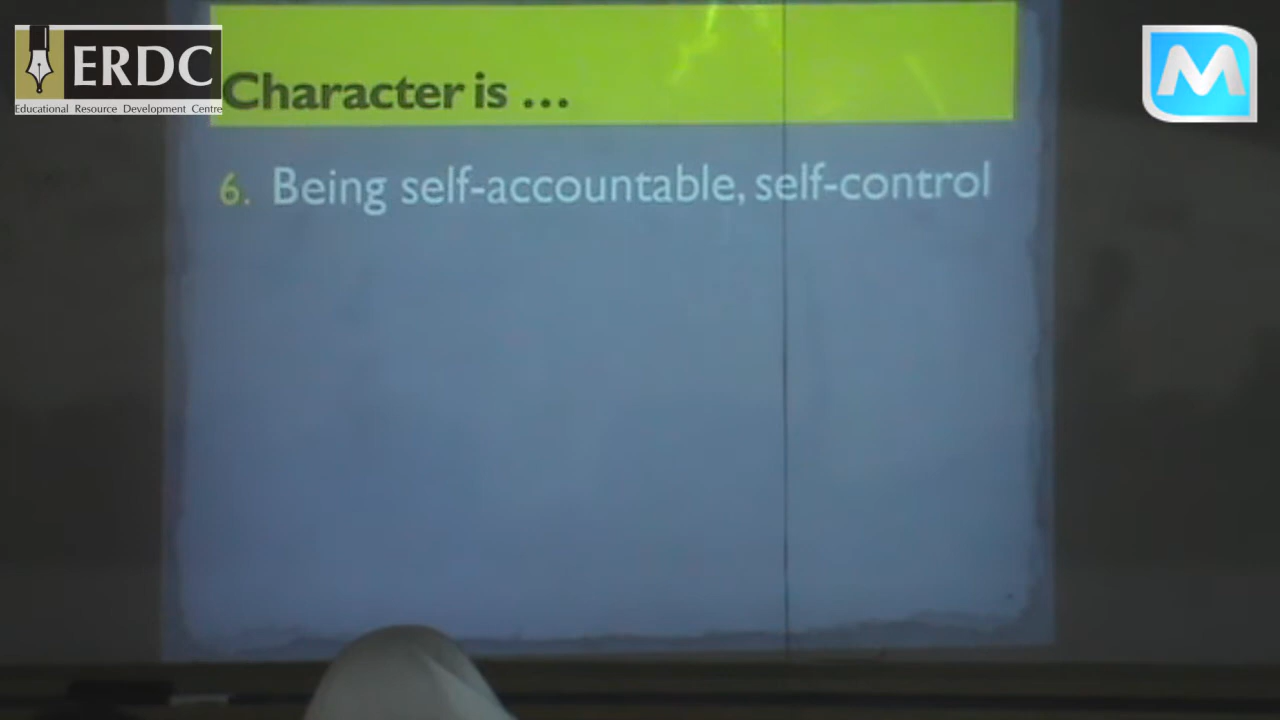 ERDC
Educational Resource Development Centre
M
Character is ...
6. Being self-accountable, self-control